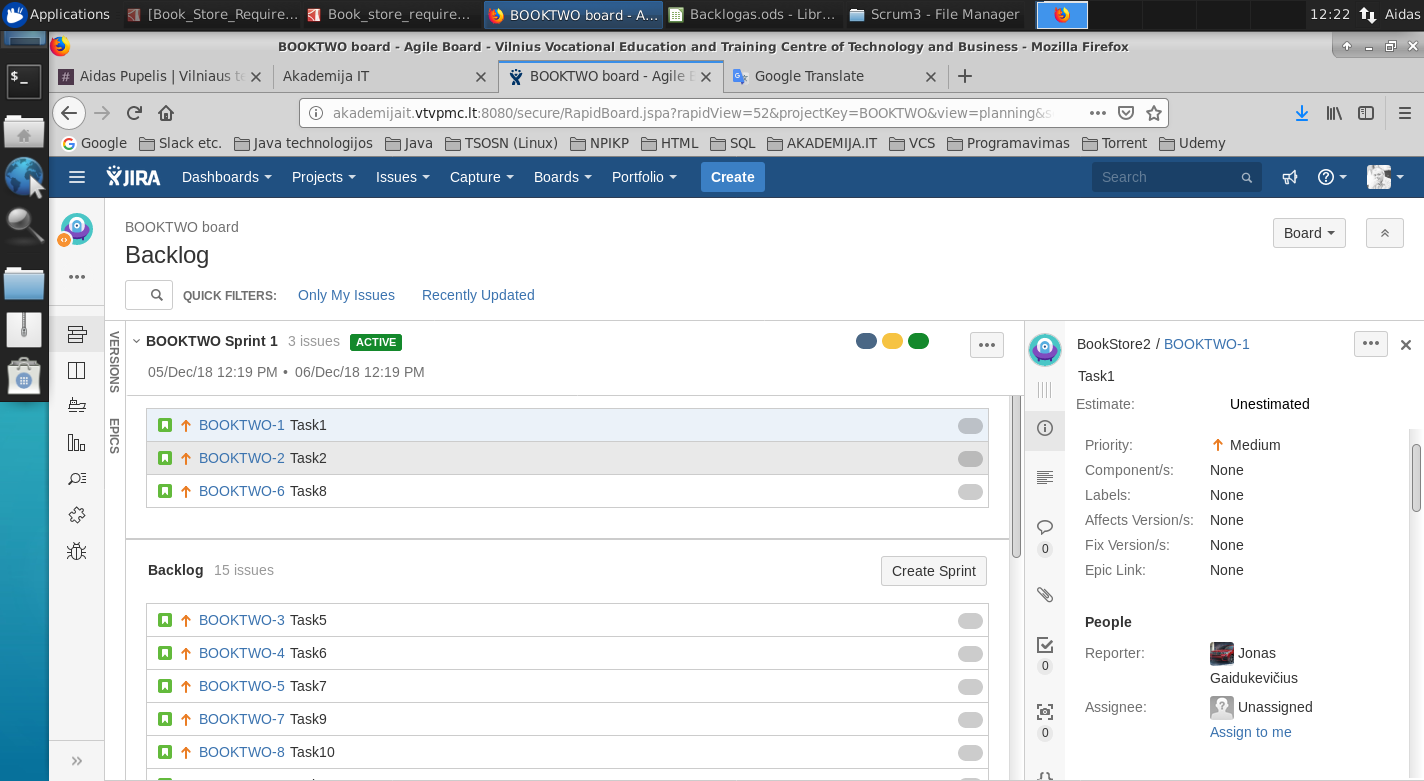 Applications
[Book_Store_Require…
Book_store_require…
BOOKTWO board - A…
Backlogas.ods - Libr…
Scrum3 - File Manager
12:22
Aidas
BOOKTWO board - Agile Board - Vilnius Vocational Education and Training Centre of Technology and Business - Mozilla Firefox
# Aidas Pupelis | Vilniaus te
Akademija IT
BOOKTWO board - Agile B
Google Translate
akademijait.vtvpmc.lt:8080/secure/RapidBoard.jspa?rapidView=52&projectKey=BOOKTWO&view=planning&s
Google
Slack etc.
Java technologijos
Java
TSOSN (Linux)
NPIKP
HTML
SQL
AKADEMIJA.IT
VCS
Programavimas
Torrent
Udemy
JIRA
Dashboards
Projects
Issues
Capture
Boards
Portfolio
Create
Search
BOOKTWO board
Backlog
Board
QUICK FILTERS:
Only My Issues
Recently Updated
VERSIONS
EPICS
BOOKTWO Sprint 1 3 issues ACTIVE
05/Dec/18 12:19 PM • 06/Dec/18 12:19 PM
BOOKTWO-1 Task1
BOOKTWO-2 Task2
BOOKTWO-6 Task8
Backlog 15 issues
Create Sprint
BOOKTWO-3 Task5
BOOKTWO-4 Task6
BOOKTWO-5 Task7
BOOKTWO-7 Task9
BOOKTWO-8 Task10
0
0
0
BookStore2 / BOOKTWO-1
Task1
Estimate: Unestimated
Priority: Medium
Component/s: None
Labels: None
Affects Version/s: None
Fix Version/s: None
Epic Link: None
People
Reporter: Jonas
Gaidukevičius
Assignee: Unassigned
Assign to me